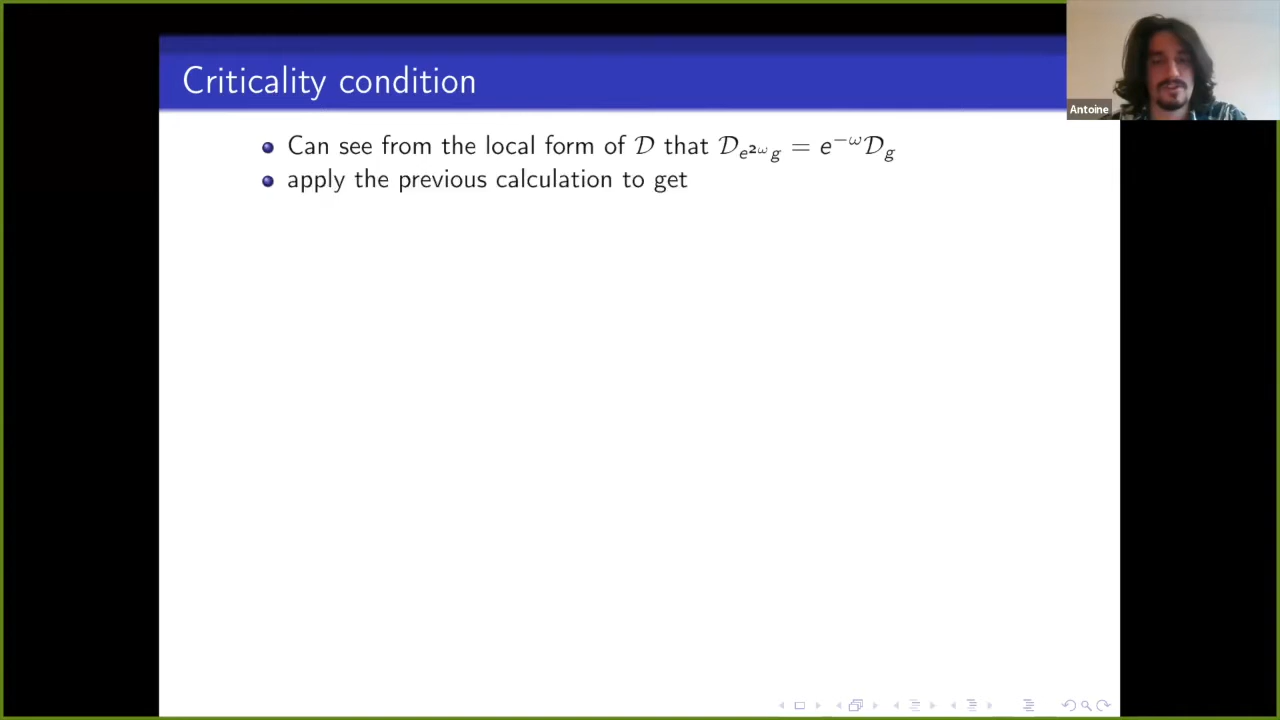 Criticality condition
Antoine
Can see from the local form of 𝒟 that 𝒟_{e^{2ω}g} = e^{−ω}𝒟_g
apply the previous calculation to get